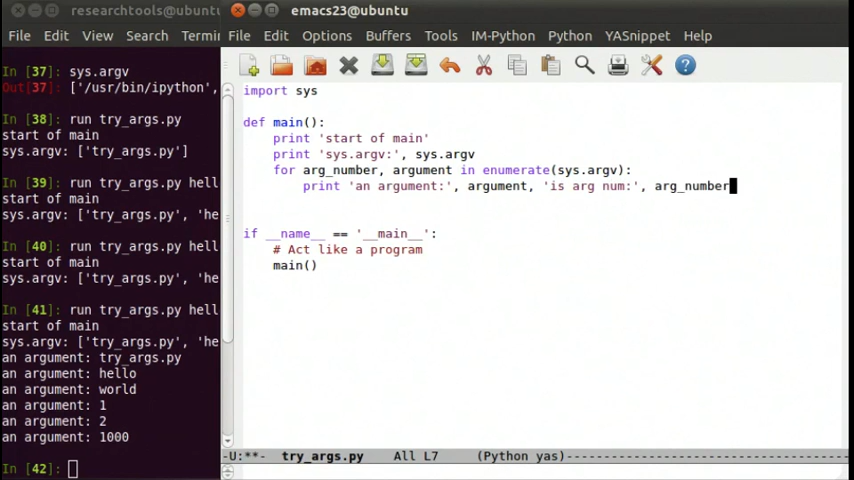 researchtools@ubuntu
File Edit View Search Termin
In [37]: sys.argv
Out[37]: ['/usr/bin/ipython',
In [38]: run try_args.py
start of main
sys.argv: ['try_args.py']
In [39]: run try_args.py hell
start of main
sys.argv: ['try_args.py', 'he
In [40]: run try_args.py hell
start of main
sys.argv: ['try_args.py', 'he
In [41]: run try_args.py hell
start of main
sys.argv: ['try_args.py', 'he
an argument: try_args.py
an argument: hello
an argument: world
an argument: 1
an argument: 2
an argument: 1000
In [42]:
emacs23@ubuntu
File Edit Options Buffers Tools IM-Python Python YASnippet Help
import sys
def main():
    print 'start of main'
    print 'sys.argv:', sys.argv
    for arg_number, argument in enumerate(sys.argv):
        print 'an argument:', argument, 'is arg num:', arg_number
if __name__ == '__main__':
    # Act like a program
    main()
-U:**- try_args.py All L7 (Python yas)--------------------------------------